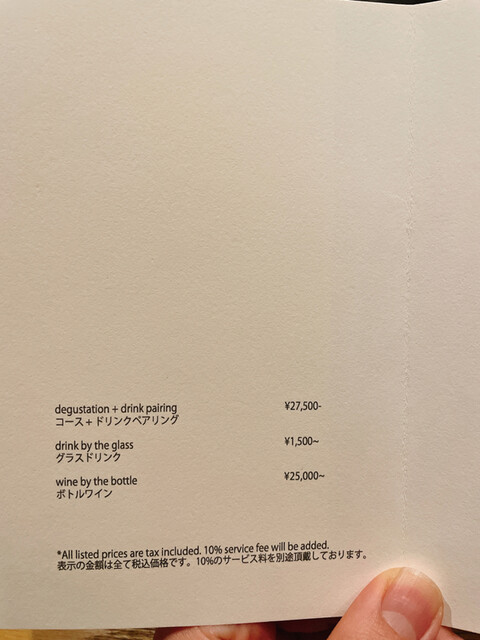 degustation + drink pairing ¥27,500-
コース + ドリンクペアリング
drink by the glass ¥1,500~
グラスドリンク
wine by the bottle ¥25,000~
ボトルワイン
*All listed prices are tax included. 10% service fee will be added.
表示の金額は全て税込価格です。10%のサービス料を別途頂戴しております。